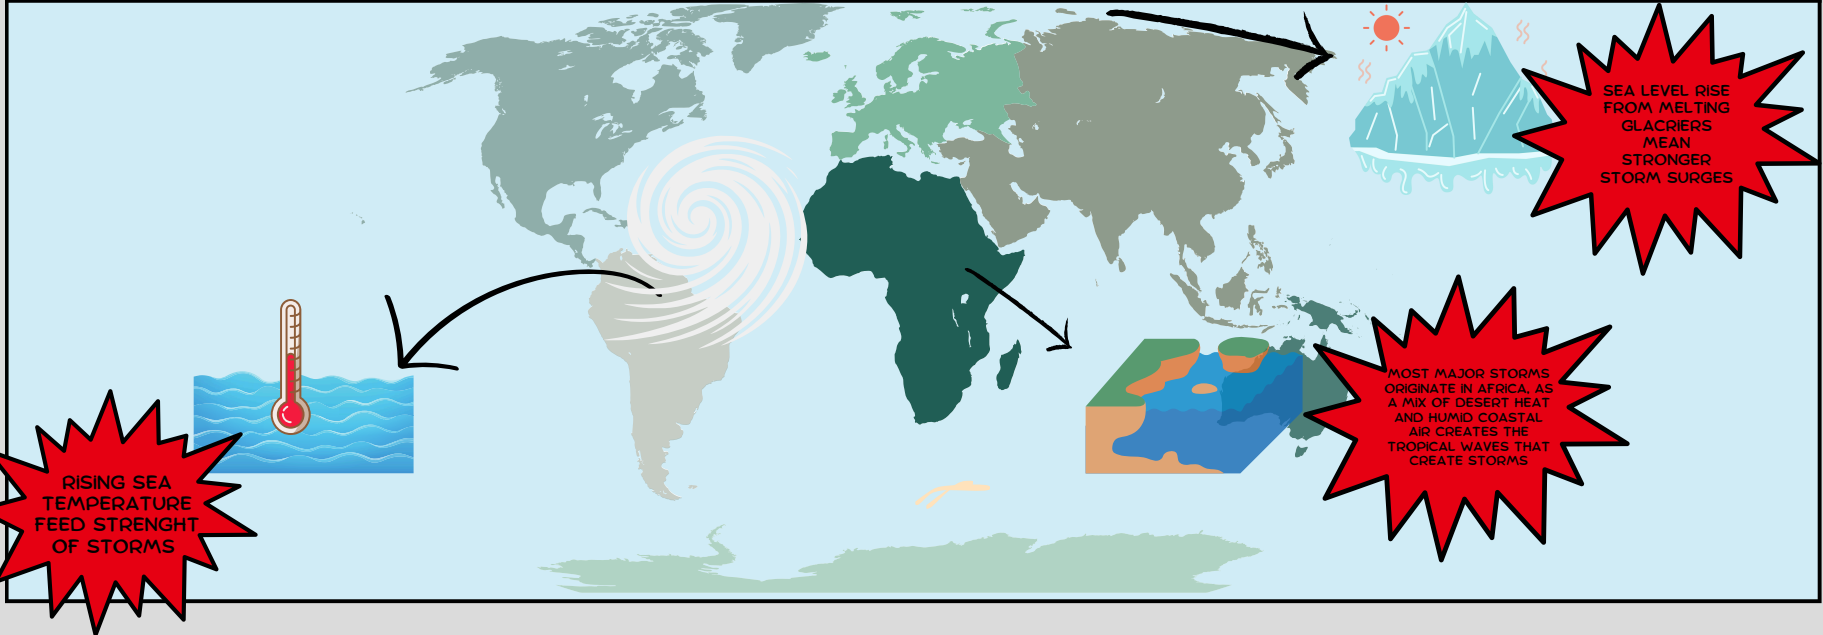 SEA LEVEL RISE
FROM MELTING
GLACRIERS
MEAN
STRONGER
STORM SURGES
MOST MAJOR STORMS
ORIGINATE IN AFRICA, AS
A MIX OF DESERT HEAT
AND HUMID COASTAL
AIR CREATES THE
TROPICAL WAVES THAT
CREATE STORMS
RISING SEA
TEMPERATURE
FEED STRENGHT
OF STORMS